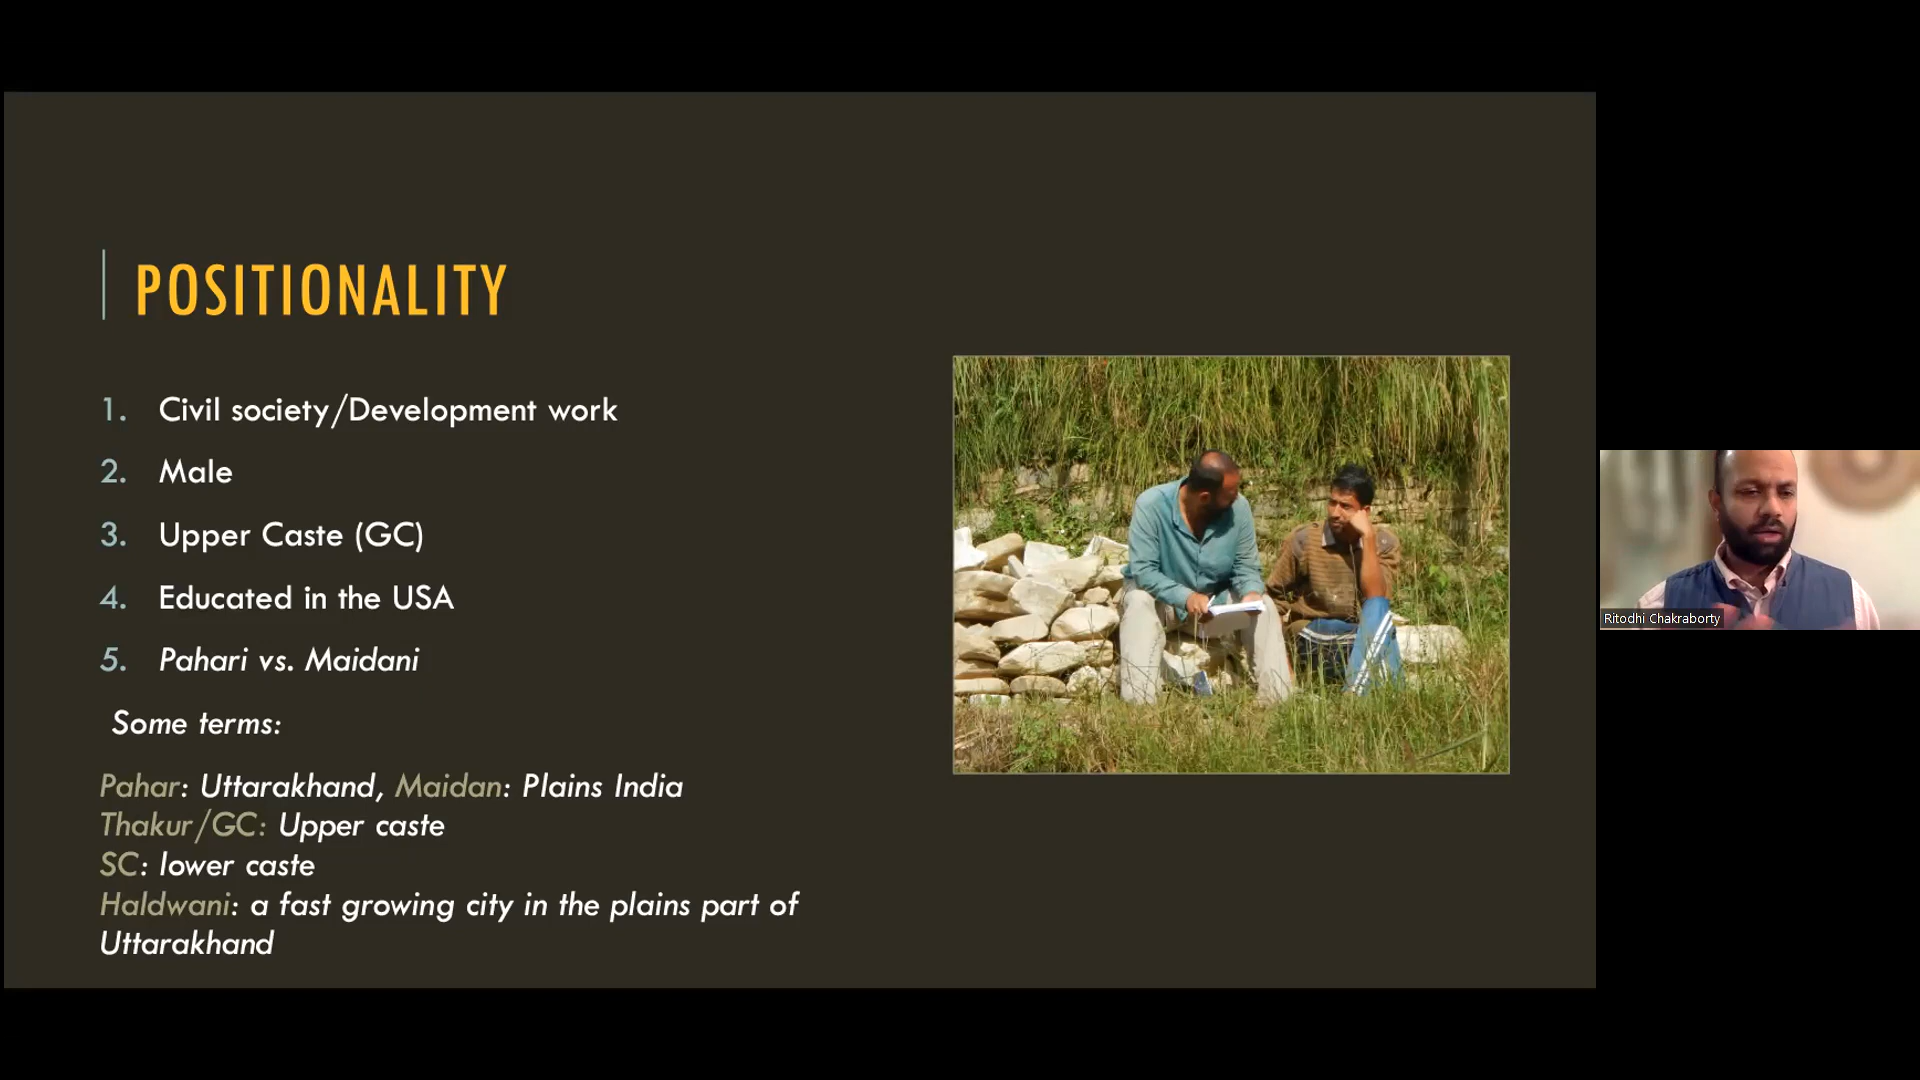 POSITIONALITY
1. Civil society/Development work
2. Male
3. Upper Caste (GC)
4. Educated in the USA
5. Pahari vs. Maidani
Some terms:
Pahar: Uttarakhand, Maidan: Plains India
Thakur/GC: Upper caste
SC: lower caste
Haldwani: a fast growing city in the plains part of
Uttarakhand
Ritodhi Chakraborty